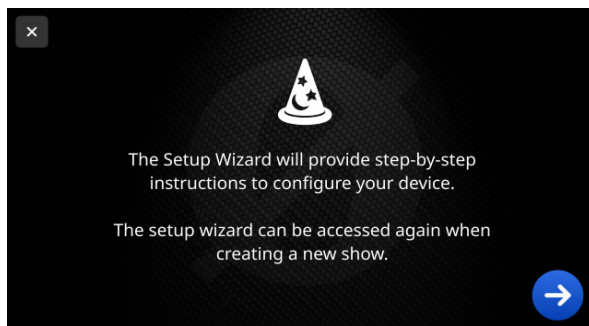 The Setup Wizard will provide step-by-step
instructions to configure your device.
The setup wizard can be accessed again when
creating a new show.